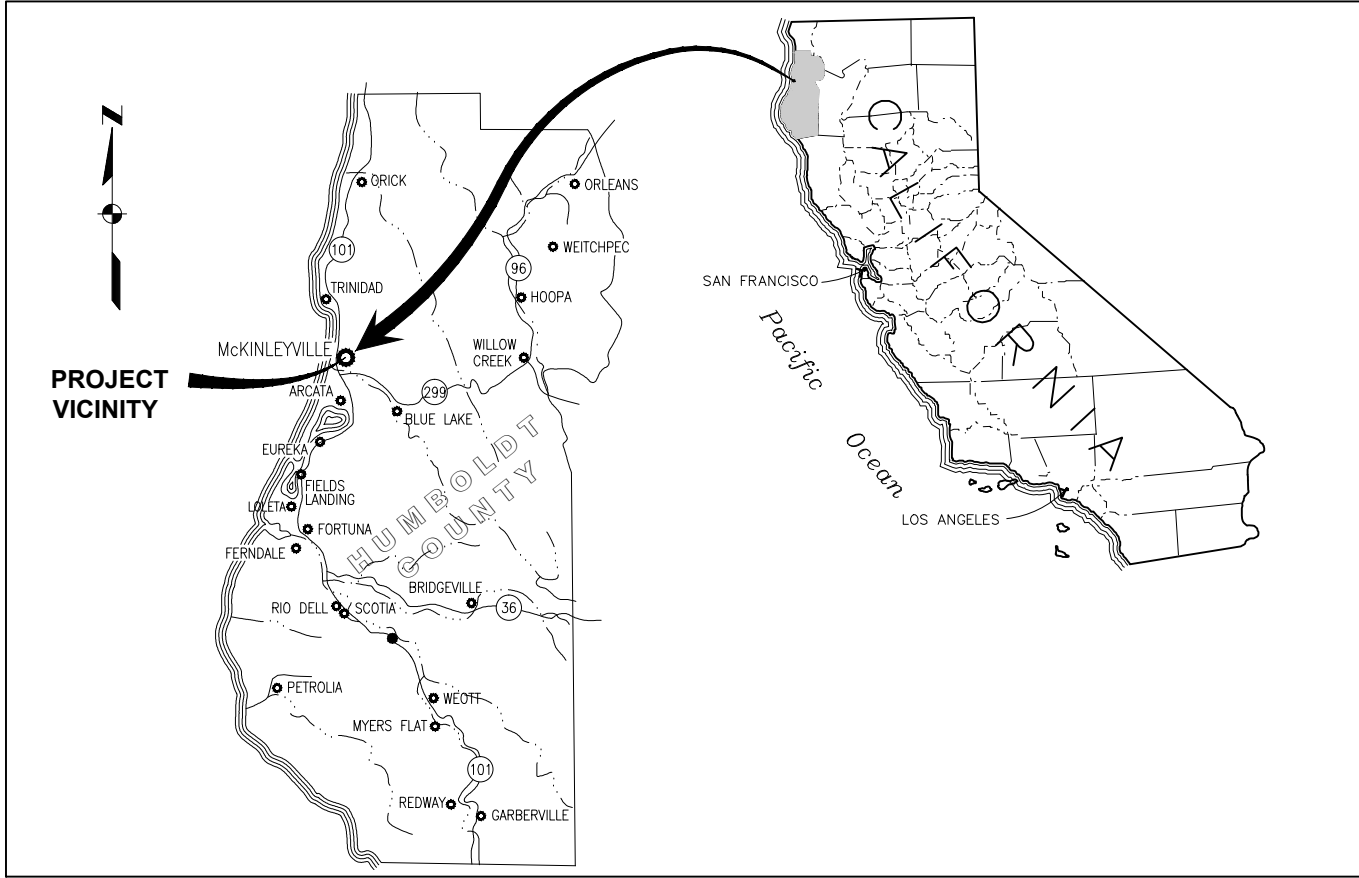 N
ORICK
ORLEANS
WEITCHPEC
101
96
TRINIDAD
HOOPA
McKINLEYVILLE
WILLOW
CREEK
PROJECT
VICINITY
ARCATA
299
BLUE LAKE
EUREKA
FIELDS
LANDING
LOLETA
FORTUNA
FERNDALE
HUMBOLDT
COUNTY
BRIDGEVILLE
RIO DELL
SCOTIA
36
PETROLIA
WEOTT
MYERS FLAT
101
REDWAY
GARBERVILLE
CALIFORNIA
SAN FRANCISCO
Pacific
Ocean
LOS ANGELES